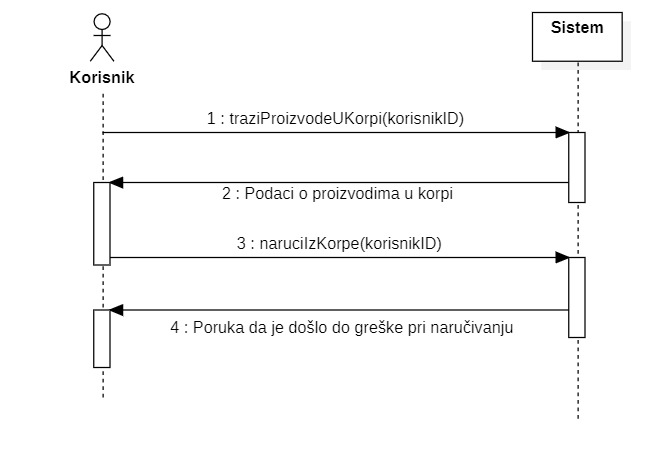 Korisnik
Sistem
1 : traziProizvodeUKorpi(korisnikID)
2 : Podaci o proizvodima u korpi
3 : naruciIzKorpe(korisnikID)
4 : Poruka da je došlo do greške pri naručivanju